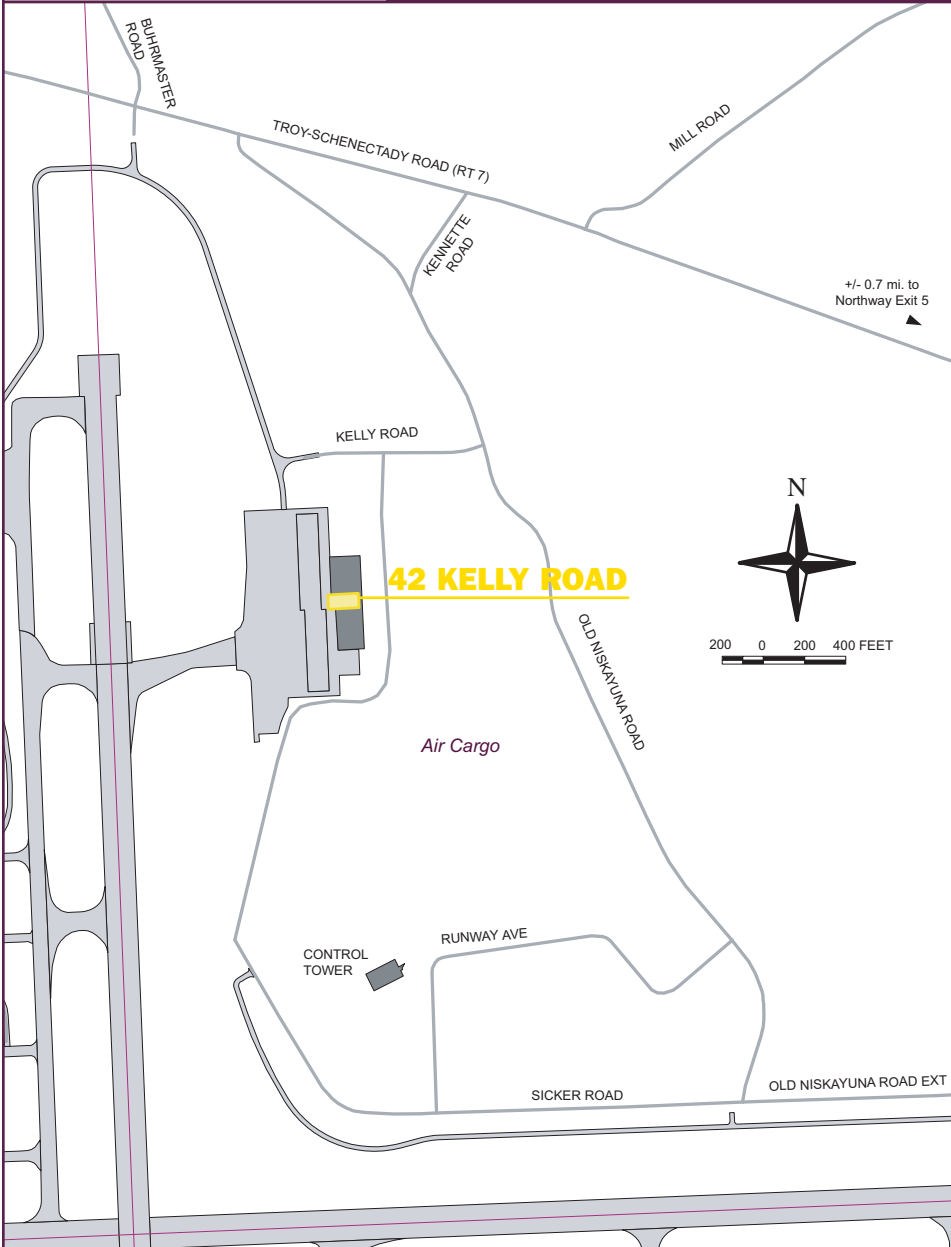 BUHRMASTER
ROAD
TROY-SCHENECTADY ROAD (RT 7)
MILL ROAD
KENNETTE
ROAD
+/- 0.7 mi. to
Northway Exit 5
KELLY ROAD
N
42 KELLY ROAD
200 0 200 400 FEET
OLD NISKAYUNA ROAD
Air Cargo
CONTROL
TOWER
RUNWAY AVE
SICKER ROAD
OLD NISKAYUNA ROAD EXT